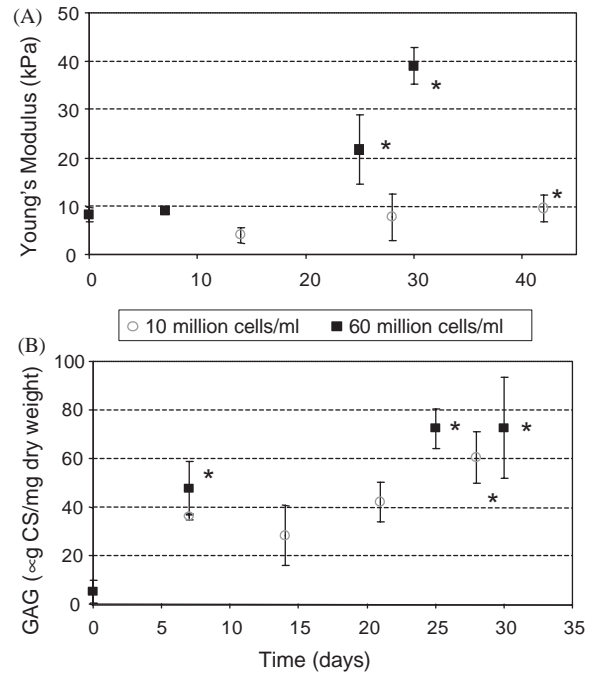 (A)
Young's Modulus (kPa)
50
40
30
20
10
0
*
*
*
0 10 20 30 40
○ 10 million cells/ml ■ 60 million cells/ml
(B)
GAG (∝g CS/mg dry weight)
100
80
60
40
20
0
*
*
*
*
0 5 10 15 20 25 30 35
Time (days)